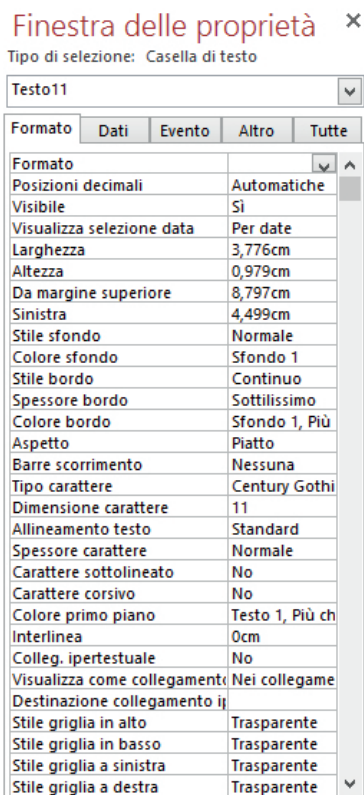 Finestra delle proprietà
Tipo di selezione: Casella di testo
Testo11
Formato Dati Evento Altro Tutte
Formato
Posizioni decimali Automatiche
Visibile Sì
Visualizza selezione data Per date
Larghezza 3,776cm
Altezza 0,979cm
Da margine superiore 8,797cm
Sinistra 4,499cm
Stile sfondo Normale
Colore sfondo Sfondo 1
Stile bordo Continuo
Spessore bordo Sottilissimo
Colore bordo Sfondo 1, Più
Aspetto Piatto
Barre scorrimento Nessuna
Tipo carattere Century Gothi
Dimensione carattere 11
Allineamento testo Standard
Spessore carattere Normale
Carattere sottolineato No
Carattere corsivo No
Colore primo piano Testo 1, Più ch
Interlinea 0cm
Colleg. ipertestuale No
Visualizza come collegament Nei collegame
Destinazione collegamento i
Stile griglia in alto Trasparente
Stile griglia in basso Trasparente
Stile griglia a sinistra Trasparente
Stile griglia a destra Trasparente